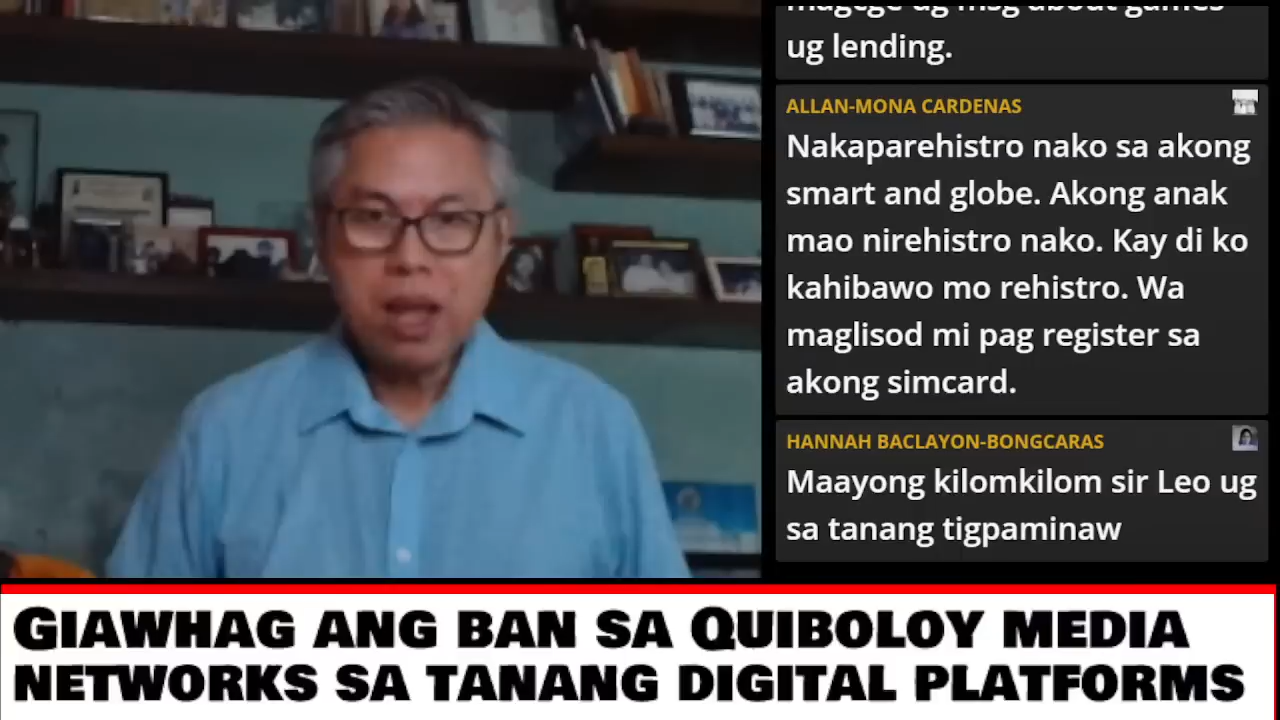 ug lending.
ALLAN-MONA CARDENAS
Nakaparehistro nako sa akong
smart and globe. Akong anak
mao nirehistro nako. Kay di ko
kahibawo mo rehistro. Wa
maglisod mi pag register sa
akong simcard.
HANNAH BACLAYON-BONGCARAS
Maayong kilomkilom sir Leo ug
sa tanang tigpaminaw
GIAWHAG ANG BAN SA QUIBOLOY MEDIA
NETWORKS SA TANANG DIGITAL PLATFORMS